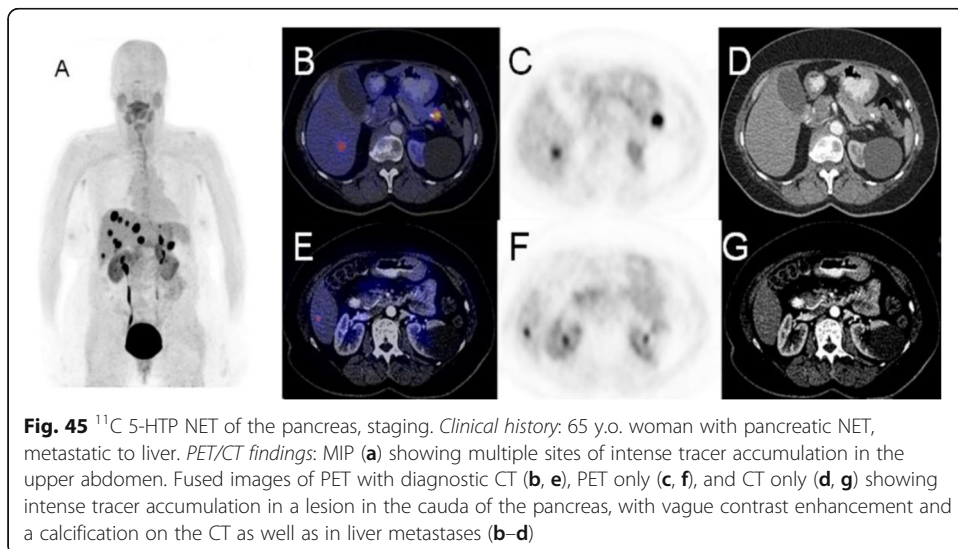 A
B
C
D
E
F
G
Fig. 45 ¹¹C 5-HTP NET of the pancreas, staging. Clinical history: 65 y.o. woman with pancreatic NET,
metastatic to liver. PET/CT findings: MIP (a) showing multiple sites of intense tracer accumulation in the
upper abdomen. Fused images of PET with diagnostic CT (b, e), PET only (c, f), and CT only (d, g) showing
intense tracer accumulation in a lesion in the cauda of the pancreas, with vague contrast enhancement and
a calcification on the CT as well as in liver metastases (b–d)